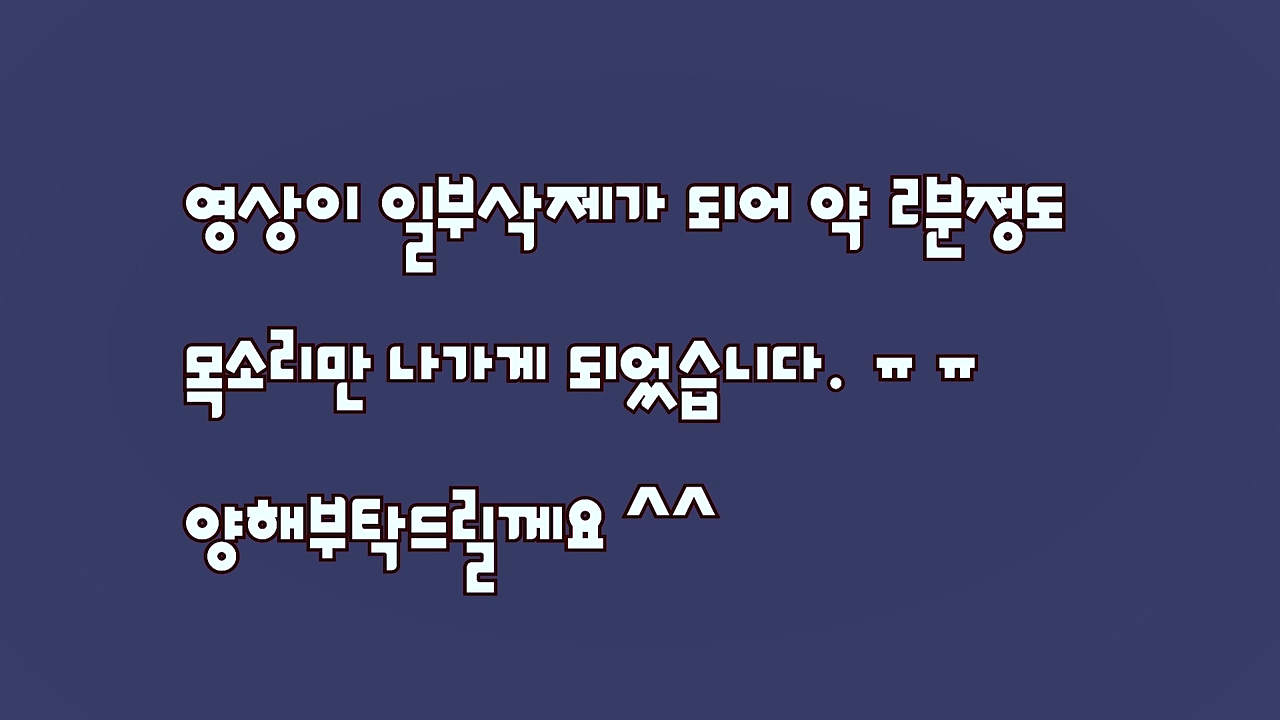 영상이 일부삭제가 되어 약 2분정도
목소리만 나가게 되었습니다. ㅠ ㅠ
양해부탁드릴께요 ^^